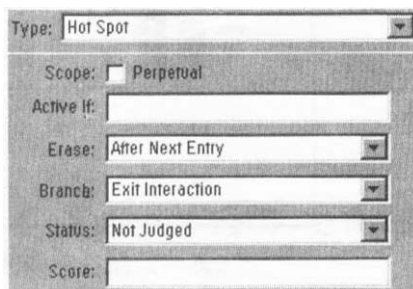 Type: Hot Spot
Scope: Perpetual
Active If:
Erase: After Next Entry
Branch: Exit Interaction
Status: Not Judged
Score: